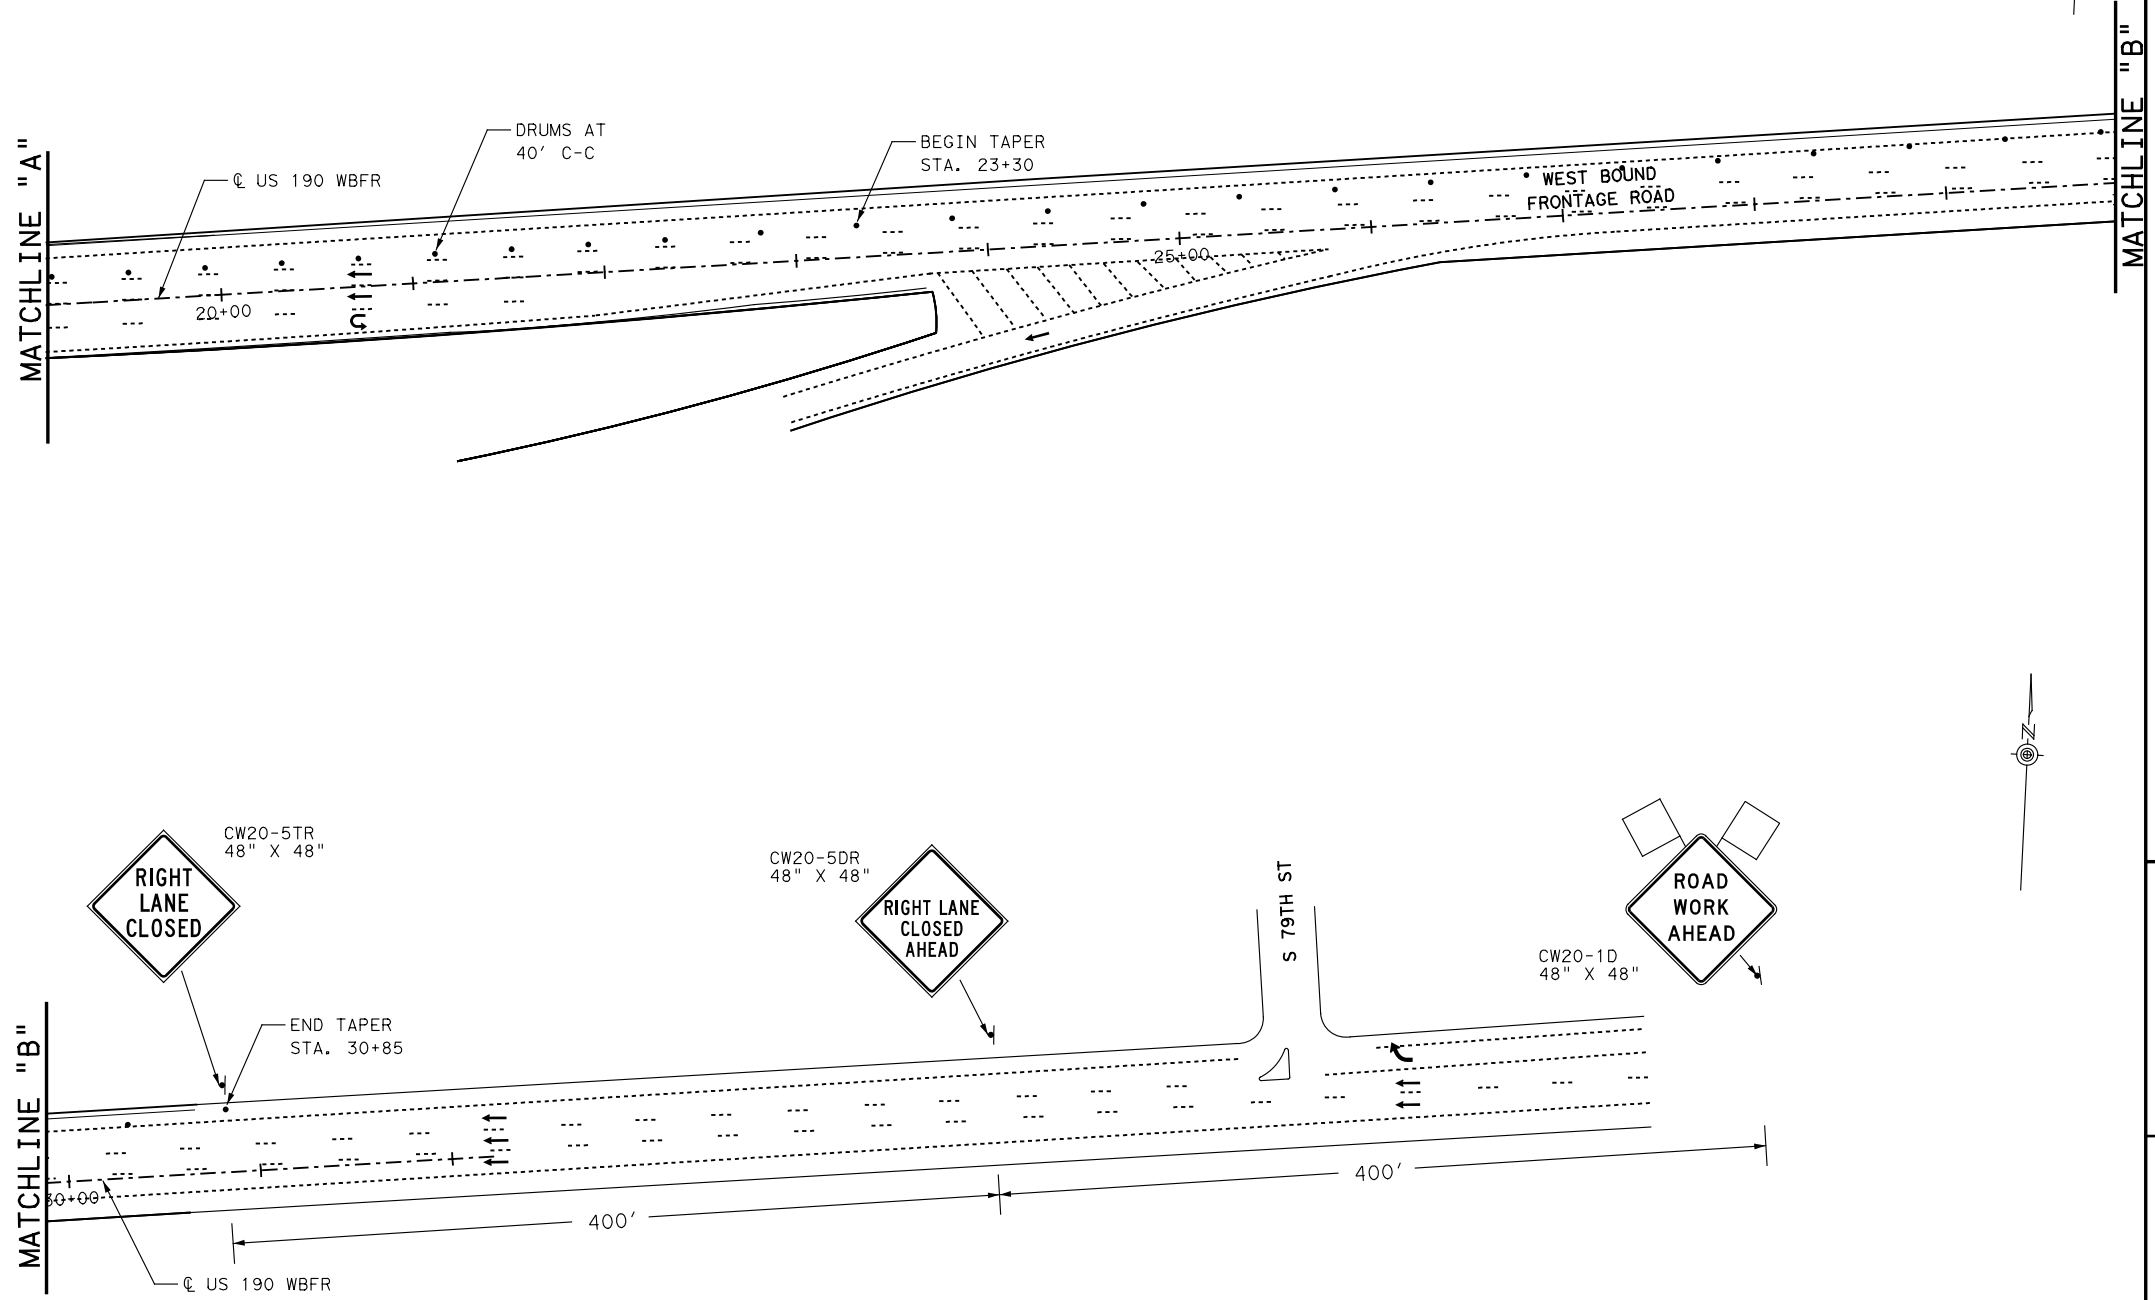 MATCHLINE "A"
MATCHLINE "B"
DRUMS AT
40' C-C
BEGIN TAPER
STA. 23+30
℄ US 190 WBFR
WEST BOUND
FRONTAGE ROAD
20+00
25+00
CW20-5TR
48" X 48"
RIGHT
LANE
CLOSED
CW20-5DR
48" X 48"
RIGHT LANE
CLOSED
AHEAD
S 79TH ST
ROAD
WORK
AHEAD
CW20-1D
48" X 48"
N
END TAPER
STA. 30+85
MATCHLINE "B"
30+00
400'
400'
℄ US 190 WBFR